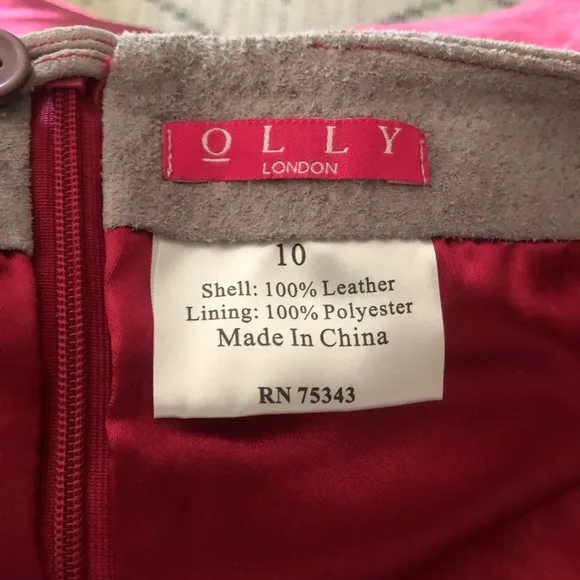 OLLY
LONDON
10
Shell: 100% Leather
Lining: 100% Polyester
Made In China
RN 75343